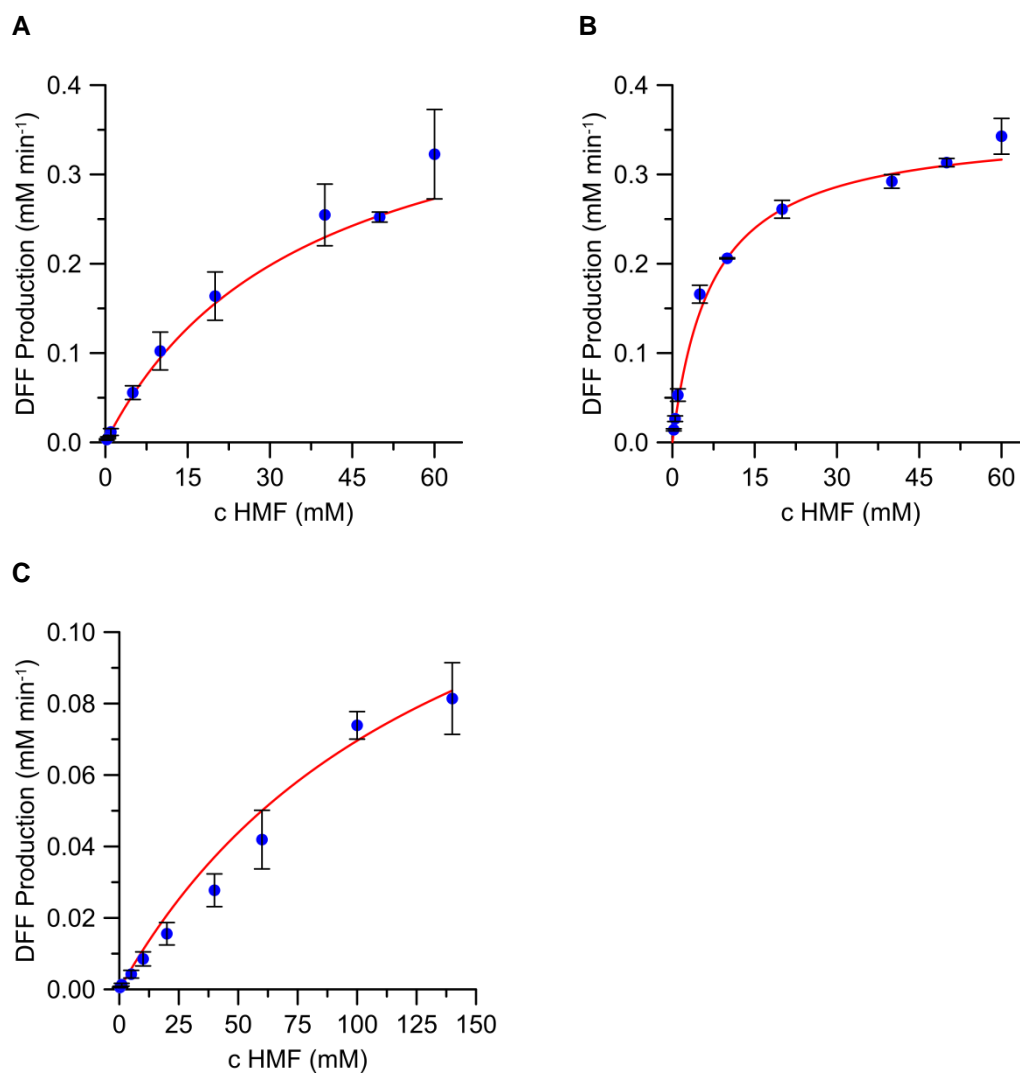 A
DFF Production (mM min⁻¹)
0.4
0.3
0.2
0.1
0.0
0 15 30 45 60
c HMF (mM)
B
DFF Production (mM min⁻¹)
0.4
0.3
0.2
0.1
0.0
0 15 30 45 60
c HMF (mM)
C
DFF Production (mM min⁻¹)
0.10
0.08
0.06
0.04
0.02
0.00
0 25 50 75 100 125 150
c HMF (mM)